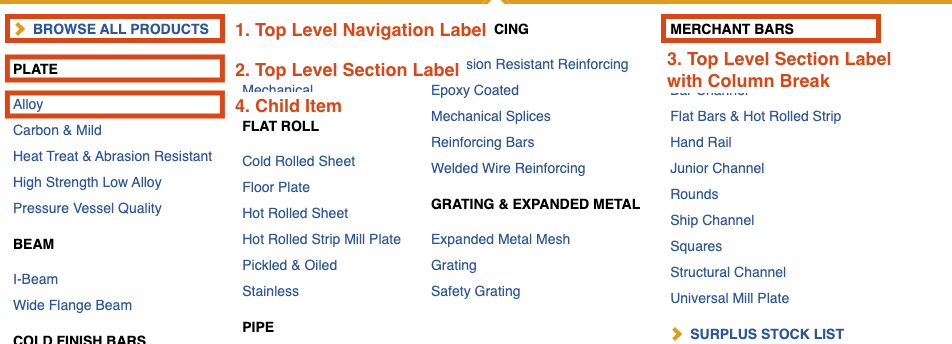 BROWSE ALL PRODUCTS
1. Top Level Navigation Label
PLATE
2. Top Level Section Label
Alloy
Carbon & Mild
Heat Treat & Abrasion Resistant
High Strength Low Alloy
Pressure Vessel Quality
BEAM
I-Beam
Wide Flange Beam
COLD FINISH BARS
Mechanical
4. Child Item
FLAT ROLL
Cold Rolled Sheet
Floor Plate
Hot Rolled Sheet
Hot Rolled Strip Mill Plate
Pickled & Oiled
Stainless
PIPE
CING
sion Resistant Reinforcing
Epoxy Coated
Mechanical Splices
Reinforcing Bars
Welded Wire Reinforcing
GRATING & EXPANDED METAL
Expanded Metal Mesh
Grating
Safety Grating
MERCHANT BARS
3. Top Level Section Label
with Column Break
Bar Channel
Flat Bars & Hot Rolled Strip
Hand Rail
Junior Channel
Rounds
Ship Channel
Squares
Structural Channel
Universal Mill Plate
SURPLUS STOCK LIST